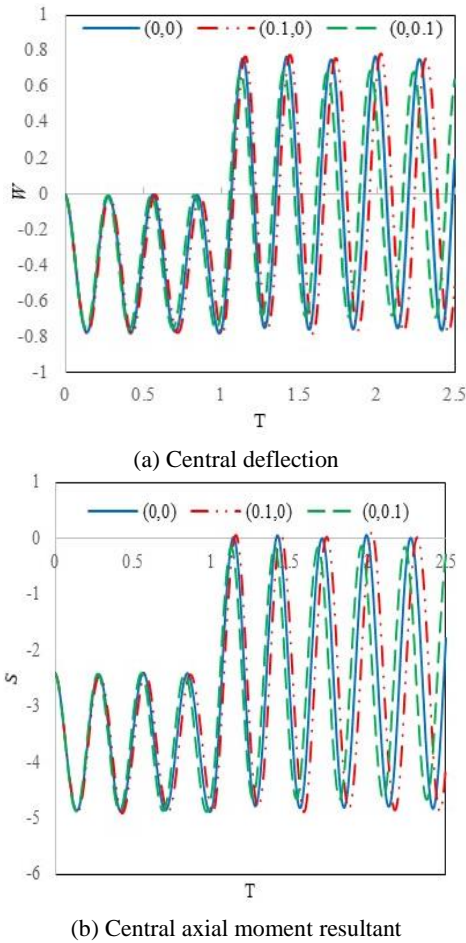 1
(0,0) (0.1,0) (0,0.1)
0.8
0.6
0.4
0.2
0
-0.2
-0.4
-0.6
-0.8
-1
W
0 0.5 1 1.5 2 2.5
T
(a) Central deflection
1
(0,0) (0.1,0) (0,0.1)
0
0 0.5 1 1.5 2 2.5
-1
-2
-3
-4
-5
-6
S
T
(b) Central axial moment resultant